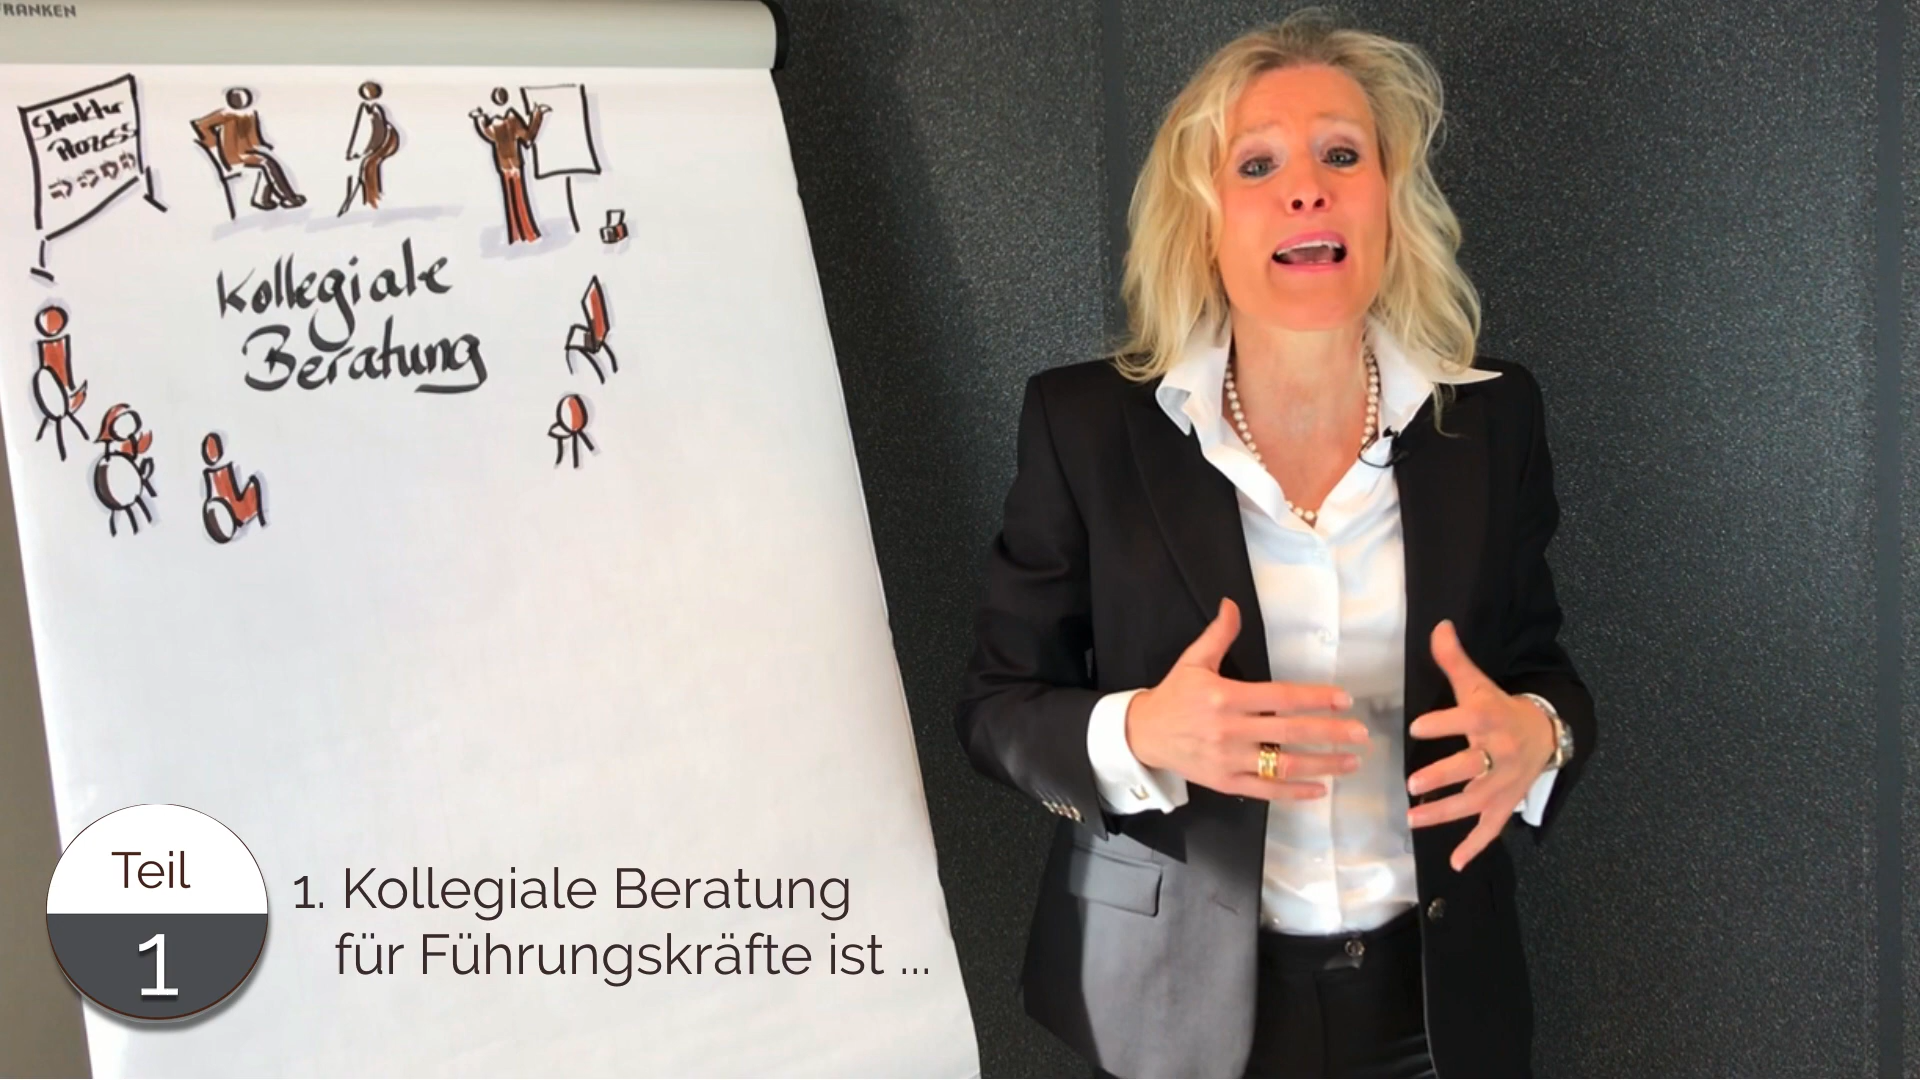 FRANKEN
Struktur
Prozess
Kollegiale
Beratung
Teil
1
1. Kollegiale Beratung
für Führungskräfte ist ...